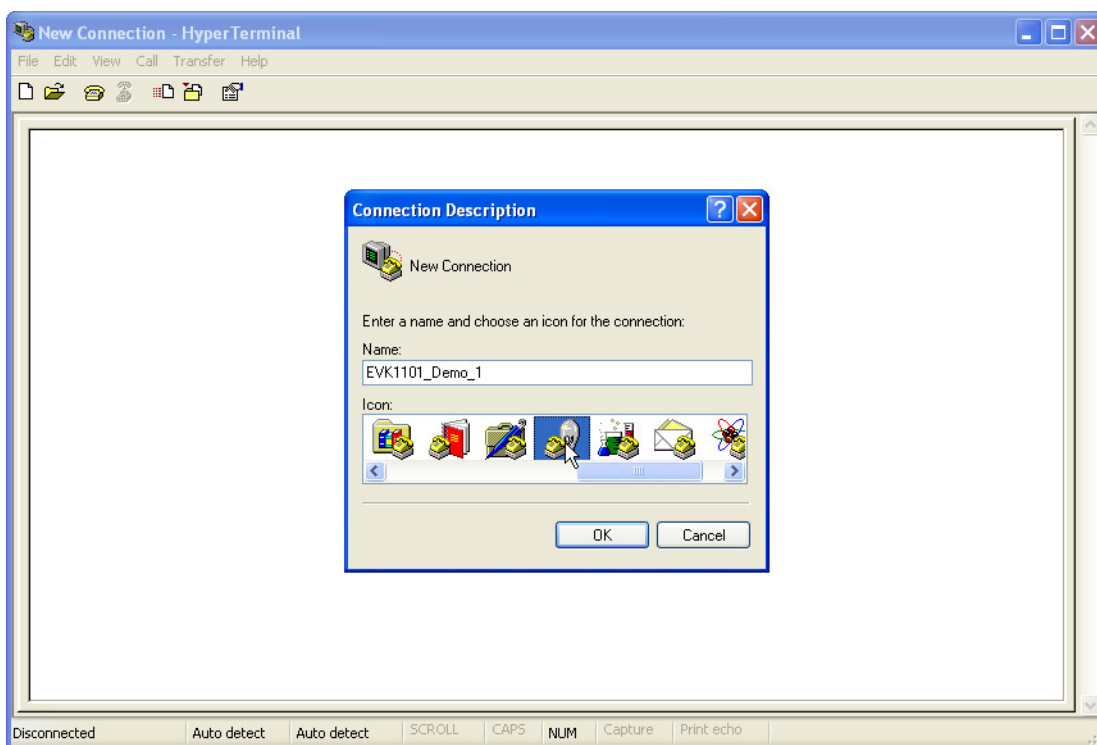 New Connection - HyperTerminal
File Edit View Call Transfer Help
Connection Description
New Connection
Enter a name and choose an icon for the connection:
Name:
EVK1101_Demo_1
Icon:
OK Cancel
Disconnected Auto detect Auto detect SCROLL CAPS NUM Capture Print echo